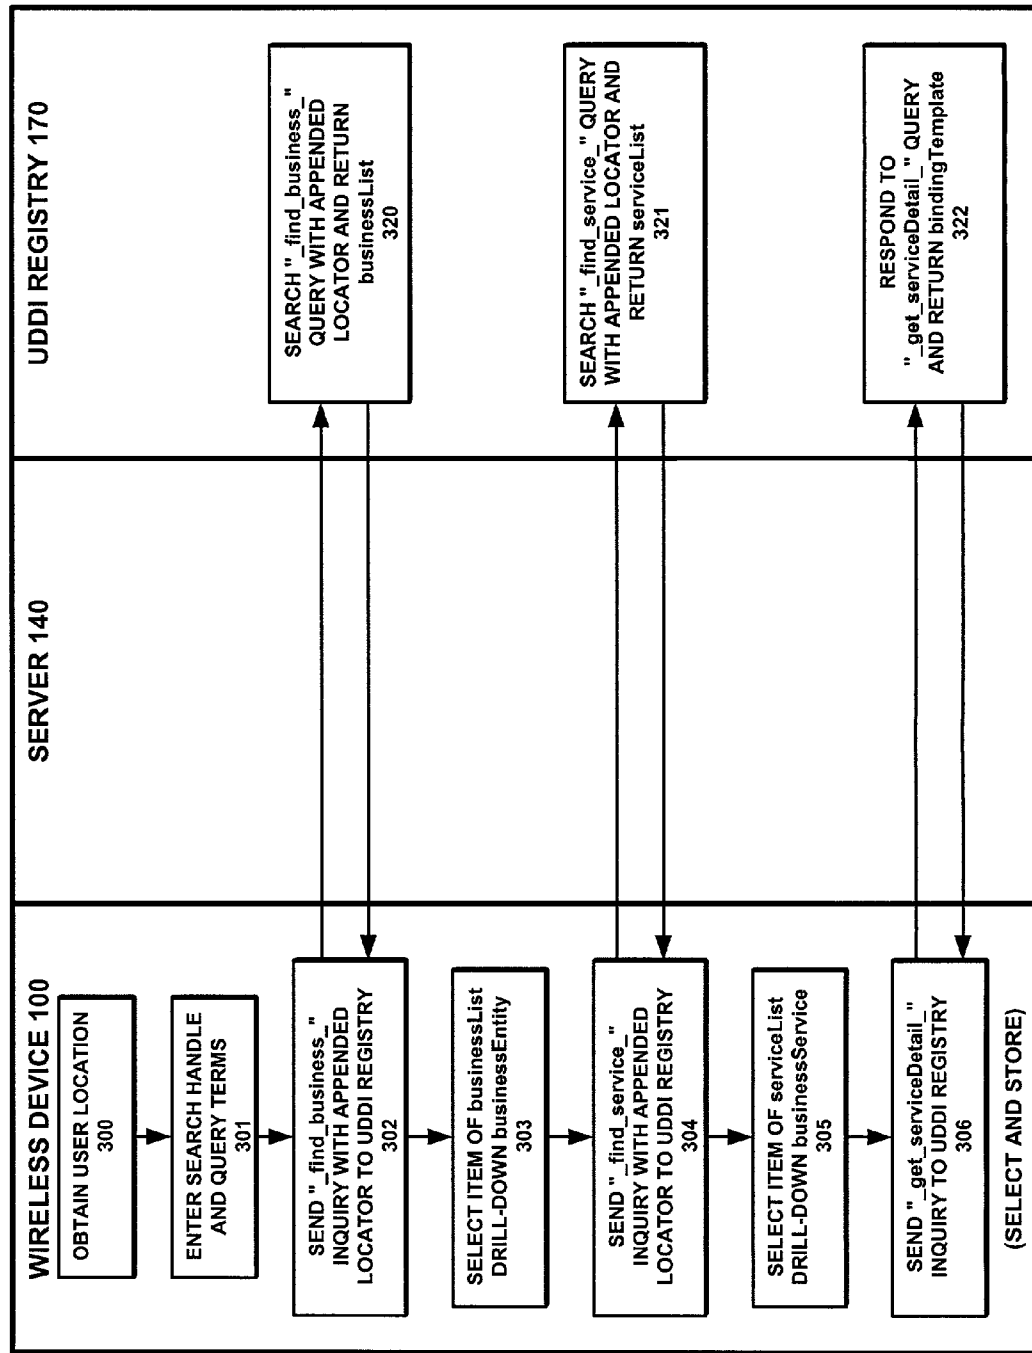 WIRELESS DEVICE 100
OBTAIN USER LOCATION
300
ENTER SEARCH HANDLE
AND QUERY TERMS
301
SEND "_find_business_"
INQUIRY WITH APPENDED
LOCATOR TO UDDI REGISTRY
302
SELECT ITEM OF businessList
DRILL-DOWN businessEntity
303
SEND "_find_service_"
INQUIRY WITH APPENDED
LOCATOR TO UDDI REGISTRY
304
SELECT ITEM OF serviceList
DRILL-DOWN businessService
305
SEND "_get_serviceDetail_"
INQUIRY TO UDDI REGISTRY
306
(SELECT AND STORE)
SERVER 140
UDDI REGISTRY 170
SEARCH "_find_business_"
QUERY WITH APPENDED
LOCATOR AND RETURN
businessList
320
SEARCH "_find_service_" QUERY
WITH APPENDED LOCATOR AND
RETURN serviceList
321
RESPOND TO
"_get_serviceDetail_" QUERY
AND RETURN bindingTemplate
322